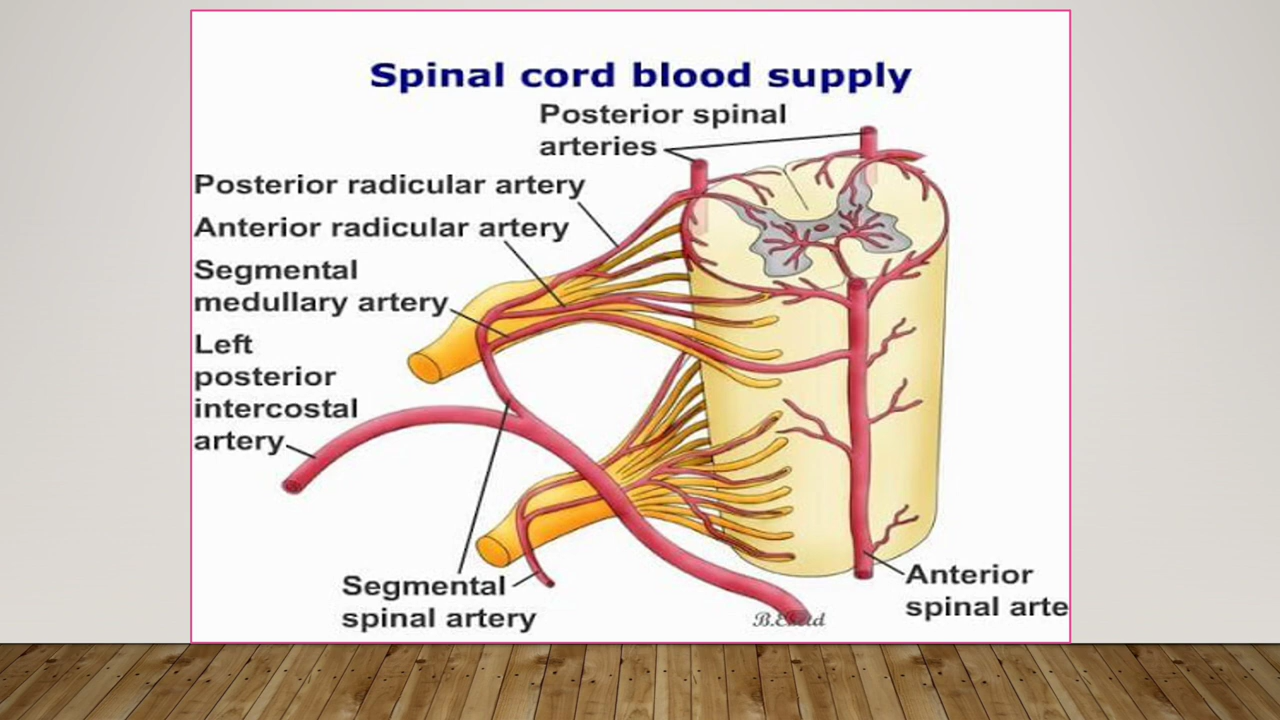 Spinal cord blood supply
Posterior spinal
arteries
Posterior radicular artery
Anterior radicular artery
Segmental
medullary artery
Left
posterior
intercostal
artery
Segmental
spinal artery
Anterior
spinal arte